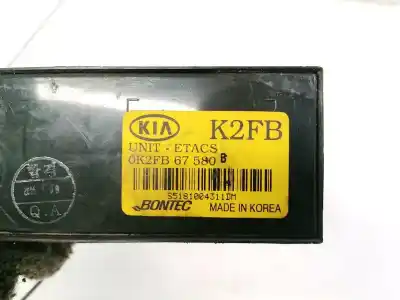 KIA K2FB
UNIT - ETACS
0K2FB 67 580 B
S5181004311DM
BONTEC MADE IN KOREA
Q.A